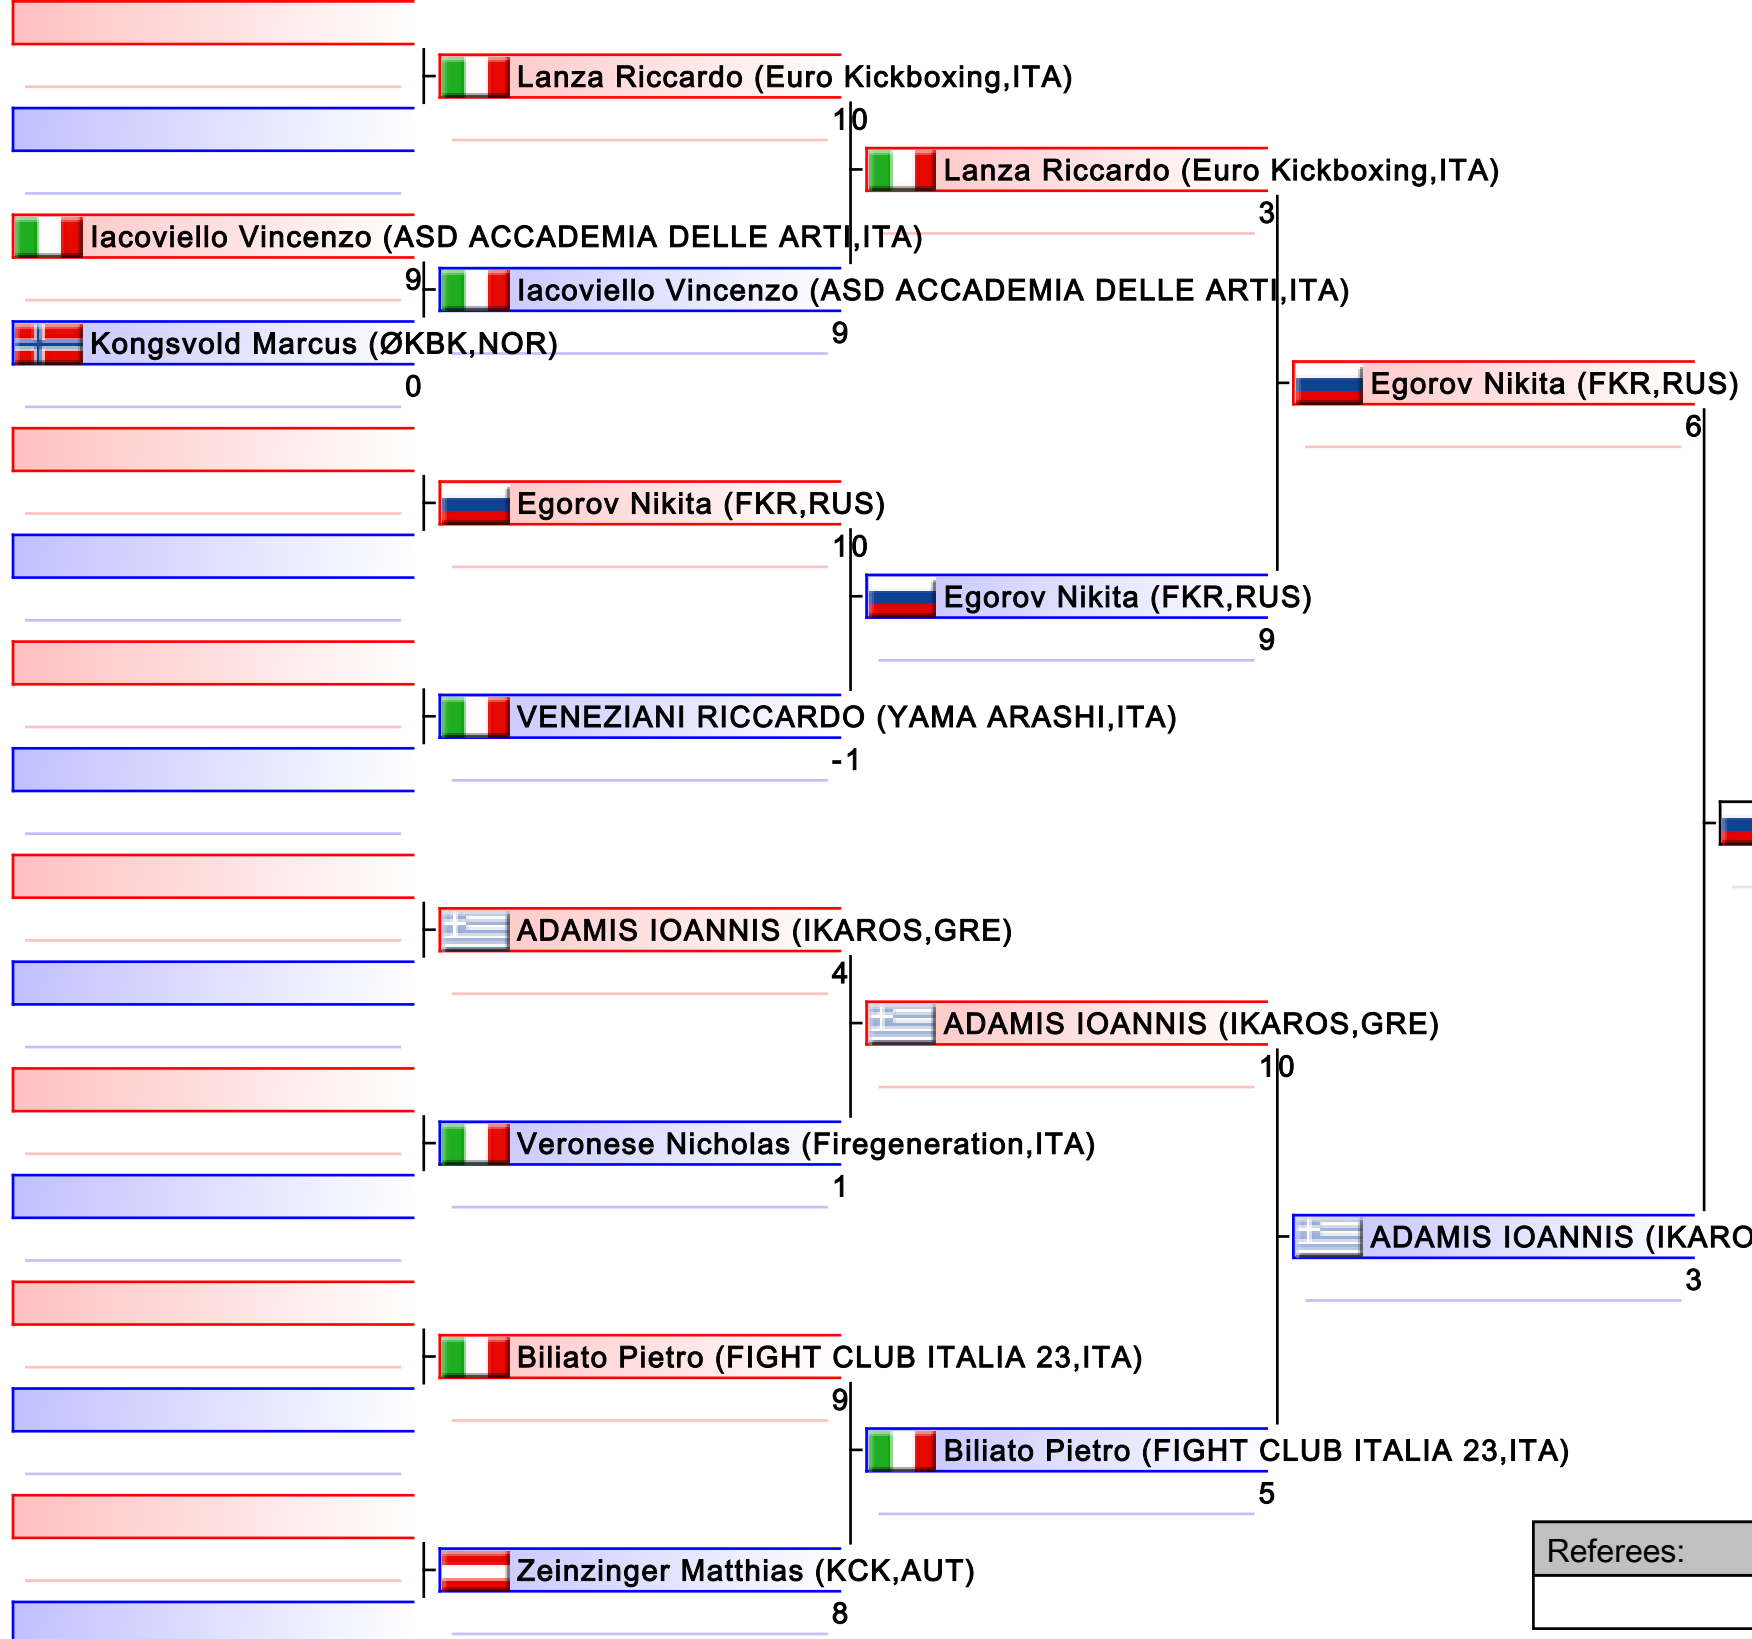 Lanza Riccardo (Euro Kickboxing,ITA)
10
Lanza Riccardo (Euro Kickboxing,ITA)
3
Iacoviello Vincenzo (ASD ACCADEMIA DELLE ARTI,ITA)
9
Iacoviello Vincenzo (ASD ACCADEMIA DELLE ARTI,ITA)
9
Kongsvold Marcus (ØKBK,NOR)
0
Egorov Nikita (FKR,RUS)
6
Egorov Nikita (FKR,RUS)
10
Egorov Nikita (FKR,RUS)
9
VENEZIANI RICCARDO (YAMA ARASHI,ITA)
-1
ADAMIS IOANNIS (IKAROS,GRE)
4
ADAMIS IOANNIS (IKAROS,GRE)
10
Veronese Nicholas (Firegeneration,ITA)
1
ADAMIS IOANNIS (IKARO
3
Biliato Pietro (FIGHT CLUB ITALIA 23,ITA)
9
Biliato Pietro (FIGHT CLUB ITALIA 23,ITA)
5
Zeinzinger Matthias (KCK,AUT)
8
Referees: